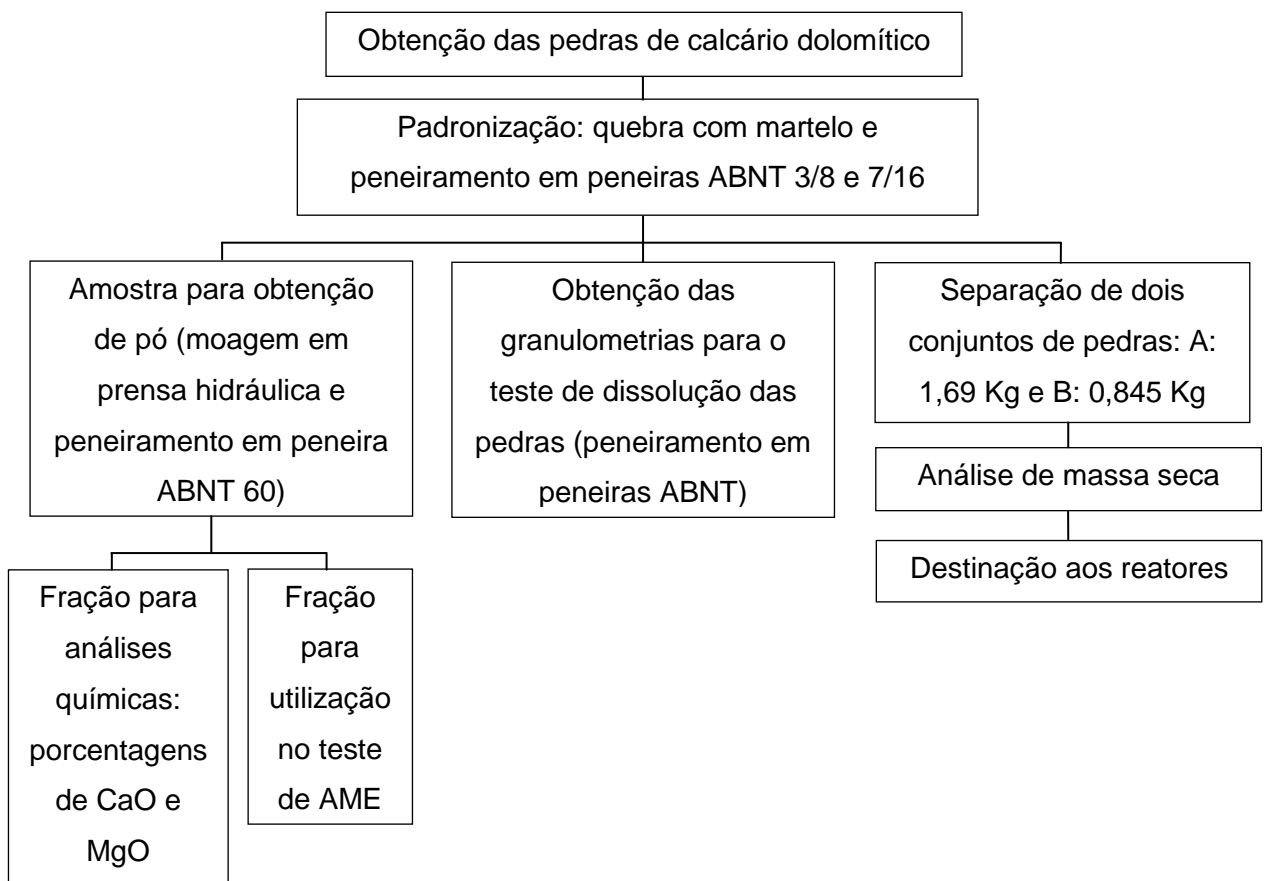 Obtenção das pedras de calcário dolomítico
Padronização: quebra com martelo e
peneiramento em peneiras ABNT 3/8 e 7/16
Amostra para obtenção
de pó (moagem em
prensa hidráulica e
peneiramento em peneira
ABNT 60)
Obtenção das
granulometrias para o
teste de dissolução das
pedras (peneiramento em
peneiras ABNT)
Separação de dois
conjuntos de pedras: A:
1,69 Kg e B: 0,845 Kg
Análise de massa seca
Destinação aos reatores
Fração para
análises
químicas:
porcentagens
de CaO e
MgO
Fração
para
utilização
no teste
de AME